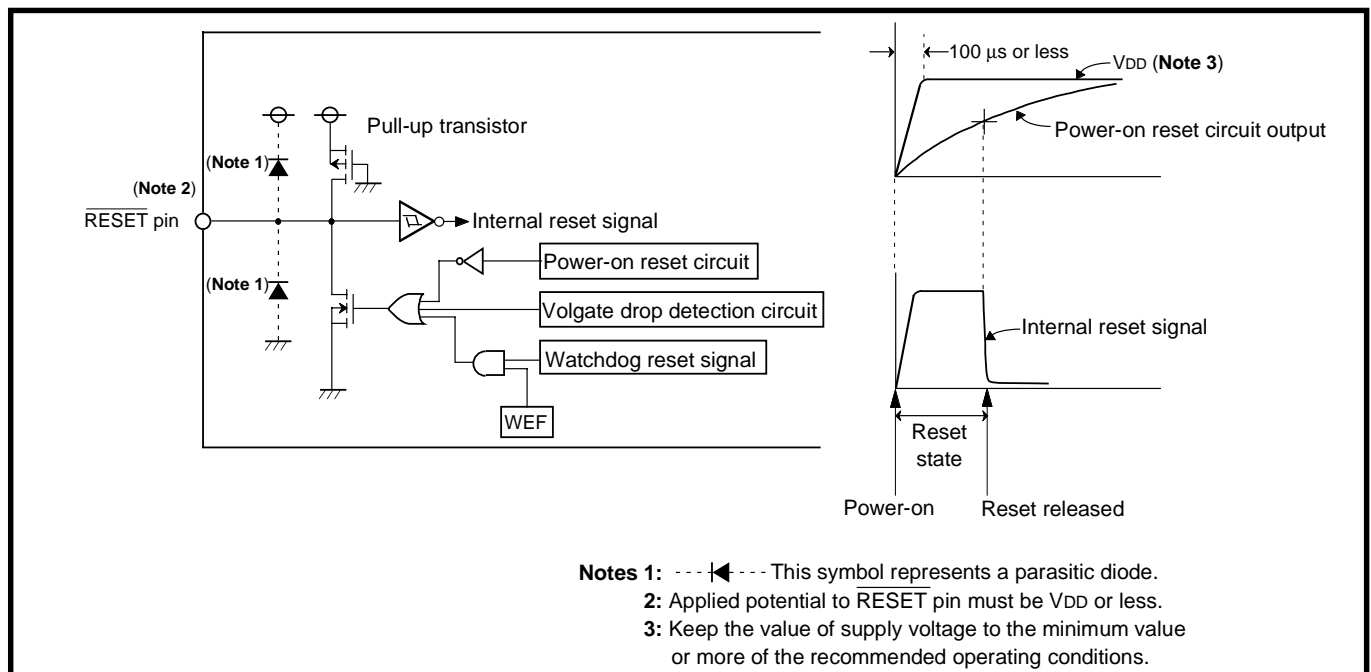 Pull-up transistor
(Note 1)
(Note 2)
RESET pin
Internal reset signal
Power-on reset circuit
(Note 1)
Volgate drop detection circuit
Watchdog reset signal
WEF
100 μs or less
VDD (Note 3)
Power-on reset circuit output
Internal reset signal
Reset
state
Power-on
Reset released
Notes 1: This symbol represents a parasitic diode.
2: Applied potential to RESET pin must be VDD or less.
3: Keep the value of supply voltage to the minimum value
or more of the recommended operating conditions.